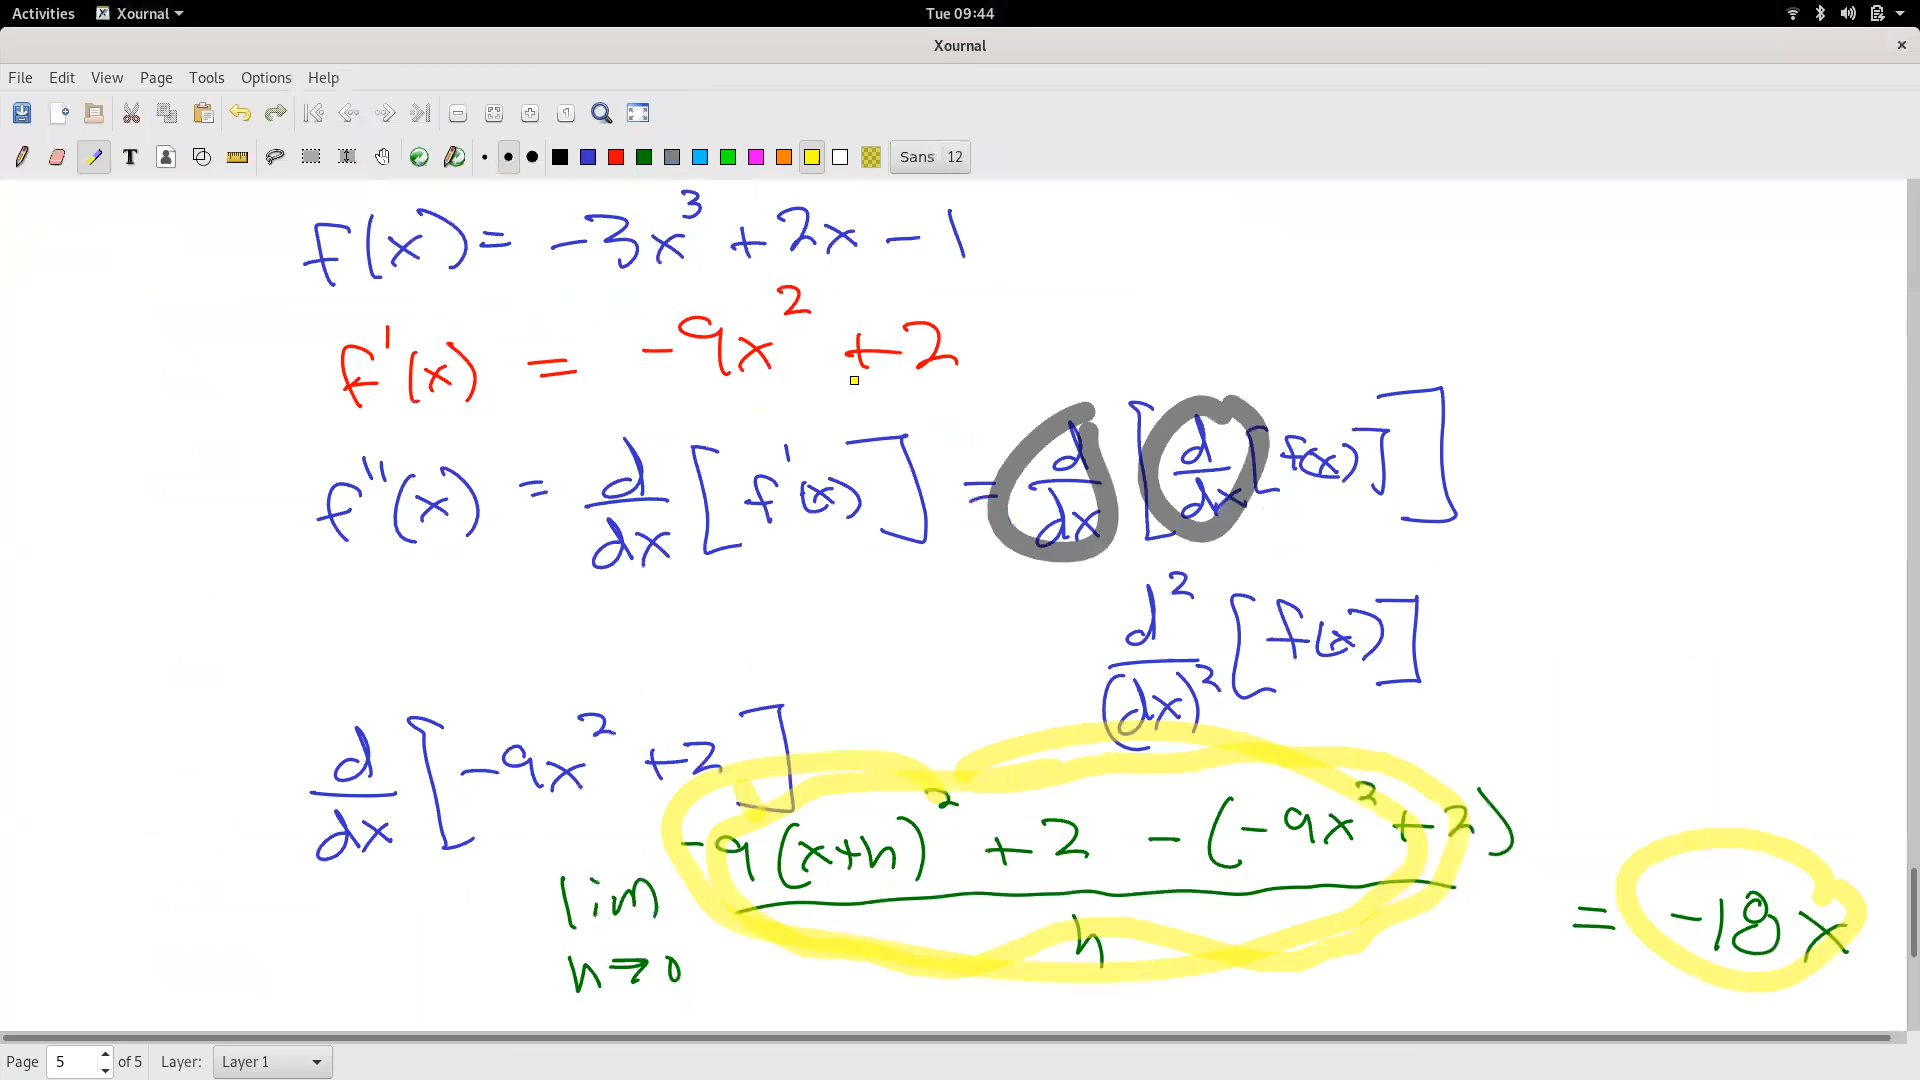 Activities Xournal Tue 09:44
Xournal
File Edit View Page Tools Options Help
Sans 12
f(x) = -3x³ + 2x - 1
f'(x) = -9x² + 2
f''(x) = d/dx [f'(x)] = d/dx [d/dx [f(x)]]
d²/(dx)² [f(x)]
d/dx [-9x² + 2]
lim h→0 -9(x+h)² + 2 - (-9x² + 2) / h = -18x
Page 5 of 5 Layer: Layer 1